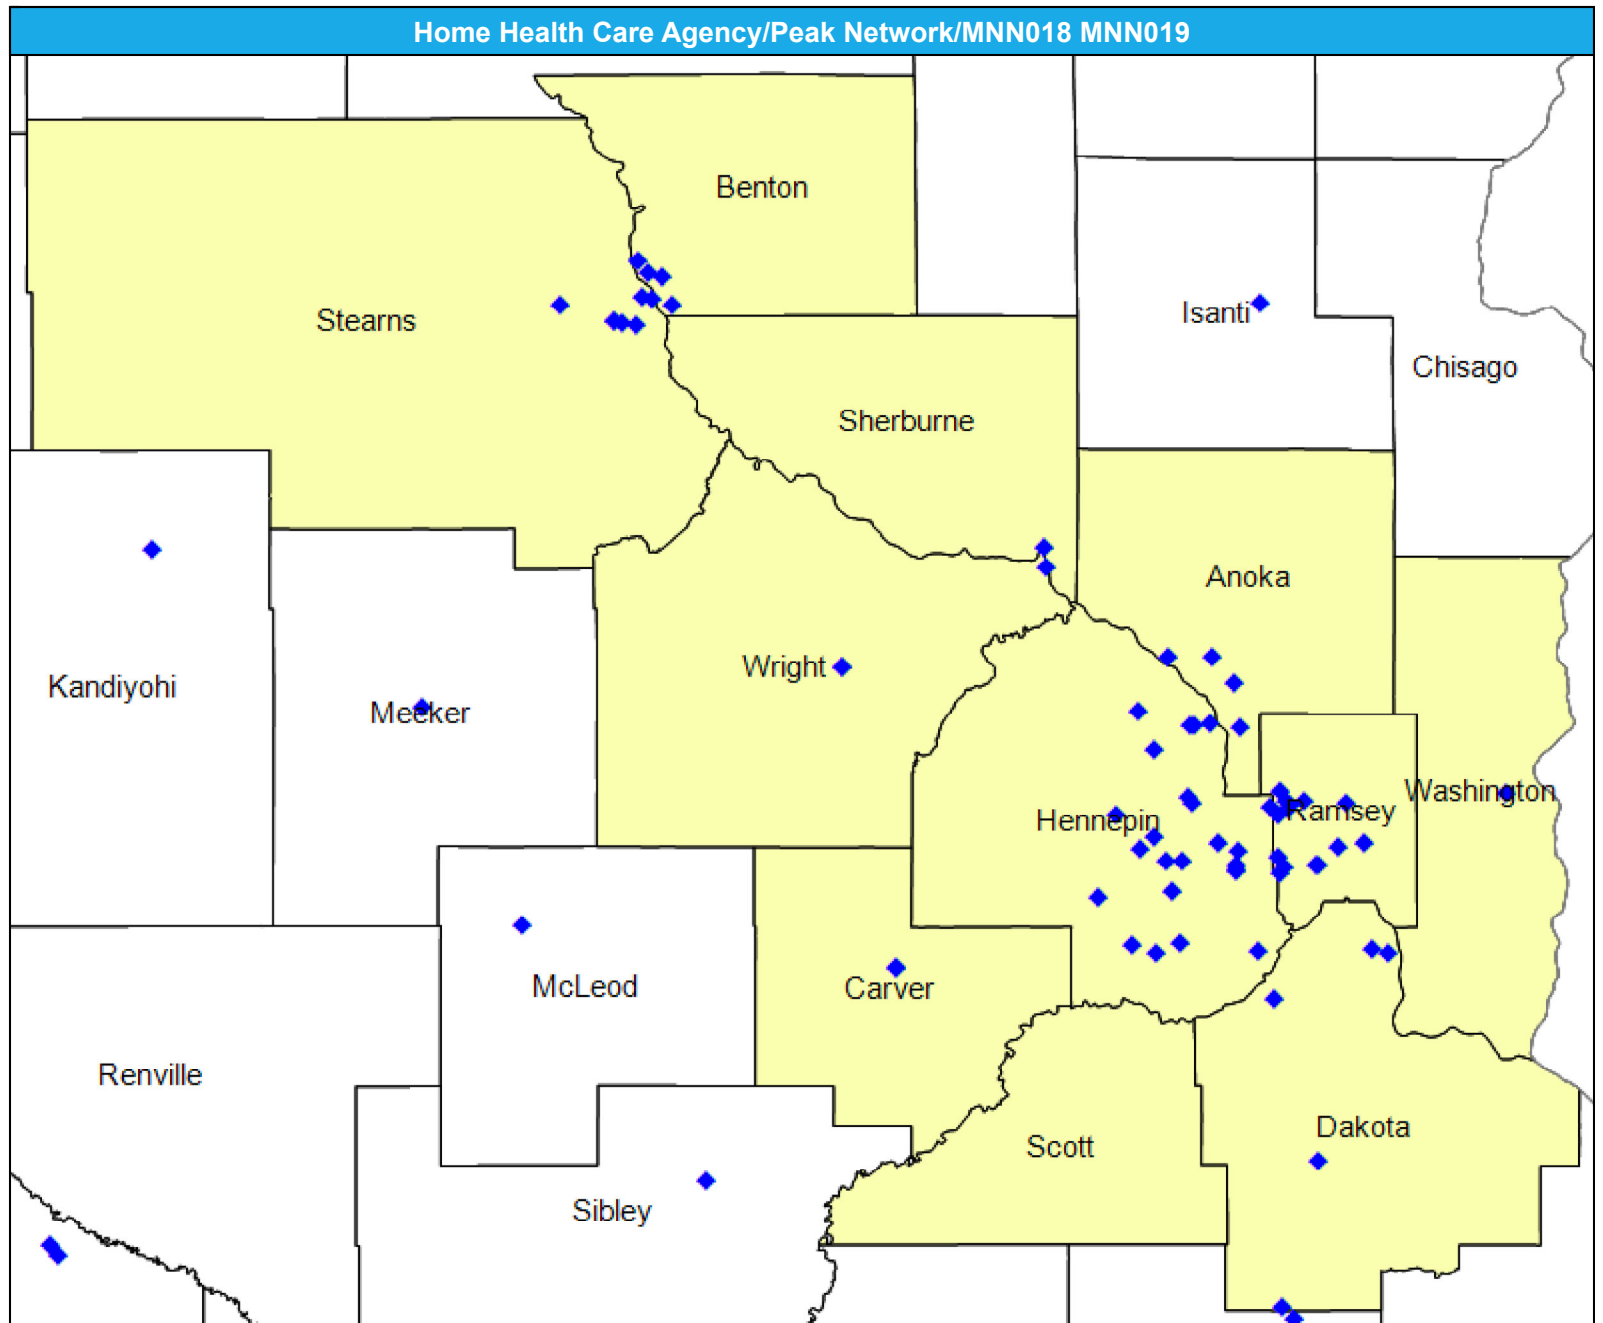 Home Health Care Agency/Peak Network/MNN018 MNN019
Benton
Stearns
Isanti
Chisago
Sherburne
Anoka
Wright
Kandiyohi
Meeker
Washington
Hennepin
Ramsey
McLeod
Carver
Renville
Dakota
Scott
Sibley